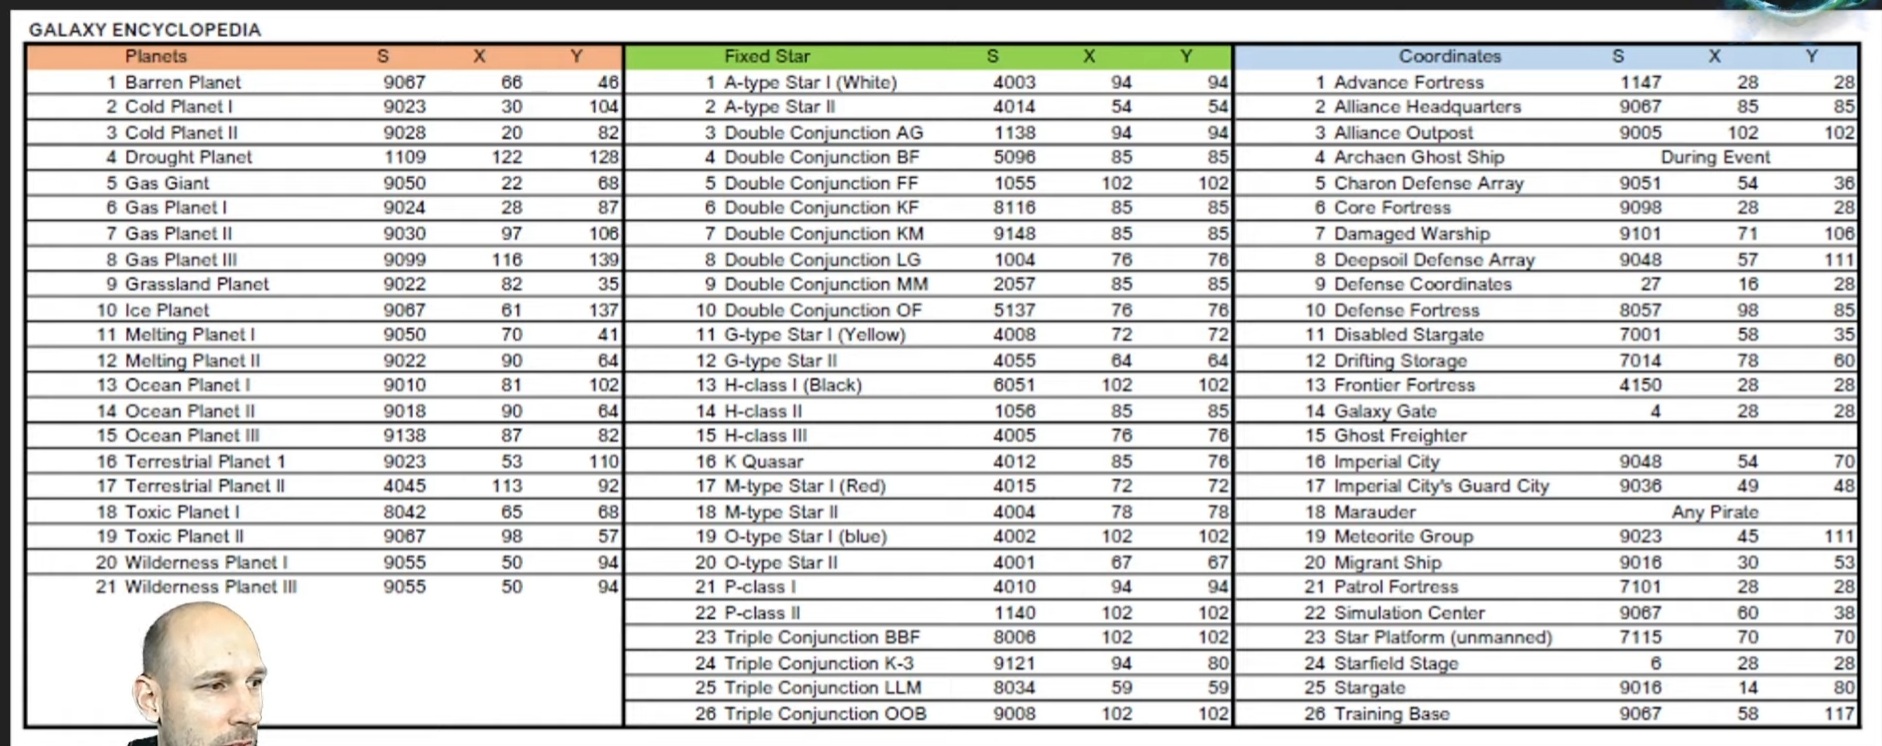 GALAXY ENCYCLOPEDIA
Planets S X Y Fixed Star S X Y Coordinates S X Y
1 Barren Planet 9067 66 46 1 A-type Star I (White) 4003 94 94 1 Advance Fortress 1147 28 28
2 Cold Planet I 9023 30 104 2 A-type Star II 4014 54 54 2 Alliance Headquarters 9067 85 85
3 Cold Planet II 9028 20 82 3 Double Conjunction AG 1138 94 94 3 Alliance Outpost 9005 102 102
4 Drought Planet 1109 122 128 4 Double Conjunction BF 5096 85 85 4 Archaen Ghost Ship During Event
5 Gas Giant 9050 22 68 5 Double Conjunction FF 1055 102 102 5 Charon Defense Array 9051 54 36
6 Gas Planet I 9024 28 87 6 Double Conjunction KF 8116 85 85 6 Core Fortress 9098 28 28
7 Gas Planet II 9030 97 106 7 Double Conjunction KM 9148 85 85 7 Damaged Warship 9101 71 106
8 Gas Planet III 9099 116 139 8 Double Conjunction LG 1004 76 76 8 Deepsoil Defense Array 9048 57 111
9 Grassland Planet 9022 82 35 9 Double Conjunction MM 2057 85 85 9 Defense Coordinates 27 16 28
10 Ice Planet 9067 61 137 10 Double Conjunction OF 5137 76 76 10 Defense Fortress 8057 98 85
11 Melting Planet I 9050 70 41 11 G-type Star I (Yellow) 4008 72 72 11 Disabled Stargate 7001 58 35
12 Melting Planet II 9022 90 64 12 G-type Star II 4055 64 64 12 Drifting Storage 7014 78 60
13 Ocean Planet I 9010 81 102 13 H-class I (Black) 6051 102 102 13 Frontier Fortress 4150 28 28
14 Ocean Planet II 9018 90 64 14 H-class II 1056 85 85 14 Galaxy Gate 4 28 28
15 Ocean Planet III 9138 87 82 15 H-class III 4005 76 76 15 Ghost Freighter
16 Terrestrial Planet 1 9023 53 110 16 K Quasar 4012 85 76 16 Imperial City 9048 54 70
17 Terrestrial Planet II 4045 113 92 17 M-type Star I (Red) 4015 72 72 17 Imperial City's Guard City 9036 49 48
18 Toxic Planet I 8042 65 68 18 M-type Star II 4004 78 78 18 Marauder Any Pirate
19 Toxic Planet II 9067 98 57 19 O-type Star I (blue) 4002 102 102 19 Meteorite Group 9023 45 111
20 Wilderness Planet I 9055 50 94 20 O-type Star II 4001 67 67 20 Migrant Ship 9016 30 53
21 Wilderness Planet III 9055 50 94 21 P-class I 4010 94 94 21 Patrol Fortress 7101 28 28
22 P-class II 1140 102 102 22 Simulation Center 9067 60 38
23 Triple Conjunction BBF 8006 102 102 23 Star Platform (unmanned) 7115 70 70
24 Triple Conjunction K-3 9121 94 80 24 Starfield Stage 6 28 28
25 Triple Conjunction LLM 8034 59 59 25 Stargate 9016 14 80
26 Triple Conjunction OOB 9008 102 102 26 Training Base 9067 58 117